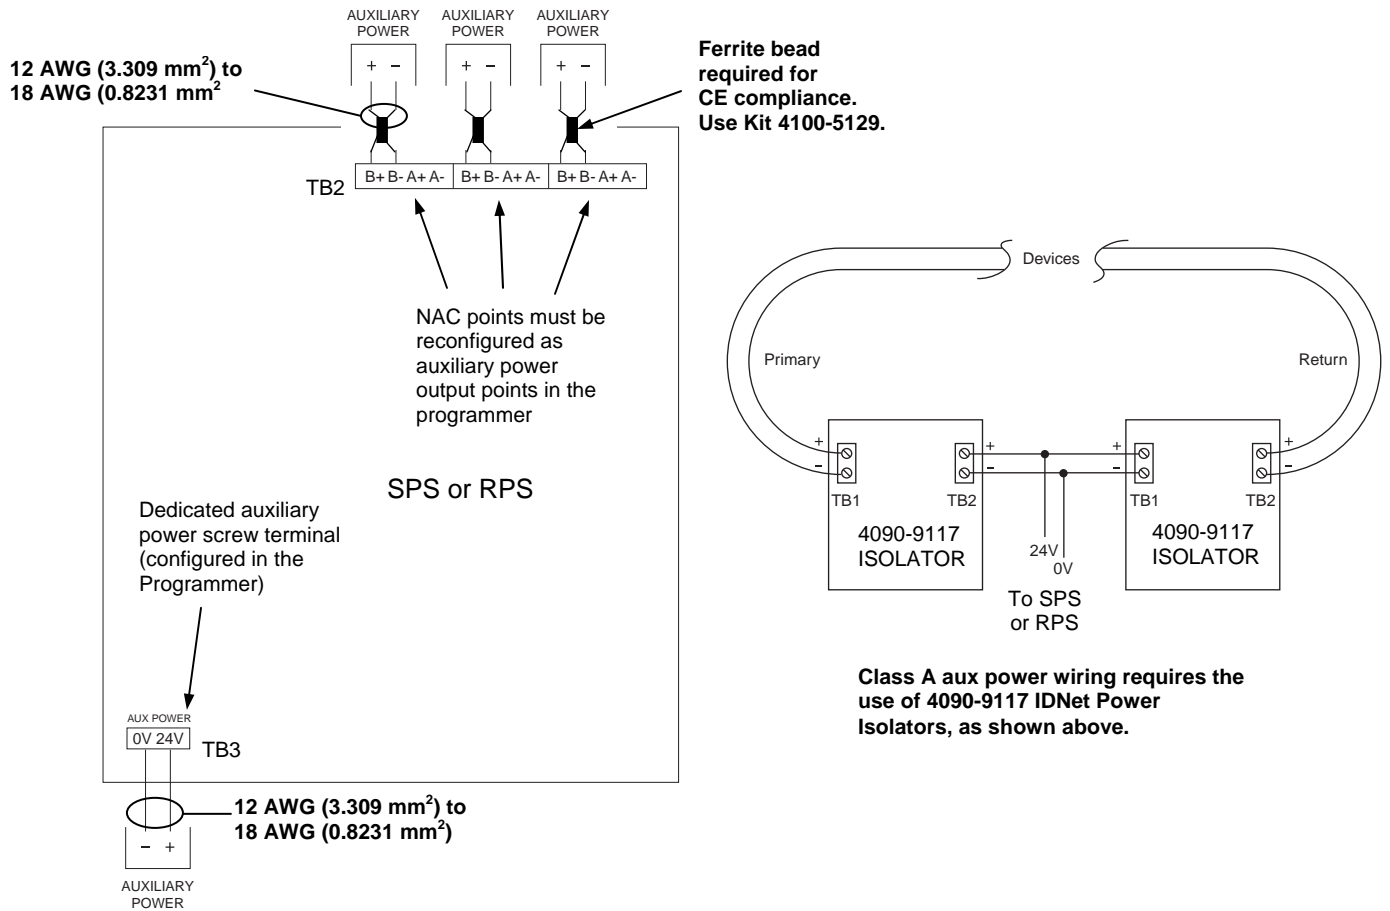 AUXILIARY
POWER
AUXILIARY
POWER
AUXILIARY
POWER
+ −
+ −
+ −
12 AWG (3.309 mm²) to
18 AWG (0.8231 mm²
Ferrite bead
required for
CE compliance.
Use Kit 4100-5129.
TB2
B+ B- A+ A-
B+ B- A+ A-
B+ B- A+ A-
NAC points must be
reconfigured as
auxiliary power
output points in the
programmer
SPS or RPS
Dedicated auxiliary
power screw terminal
(configured in the
Programmer)
AUX POWER
0V 24V
TB3
12 AWG (3.309 mm²) to
18 AWG (0.8231 mm²)
− +
AUXILIARY
POWER
Devices
Primary
Return
+
−
TB1
+
−
TB2
4090-9117
ISOLATOR
+
−
TB1
+
−
TB2
4090-9117
ISOLATOR
24V
0V
To SPS
or RPS
Class A aux power wiring requires the
use of 4090-9117 IDNet Power
Isolators, as shown above.